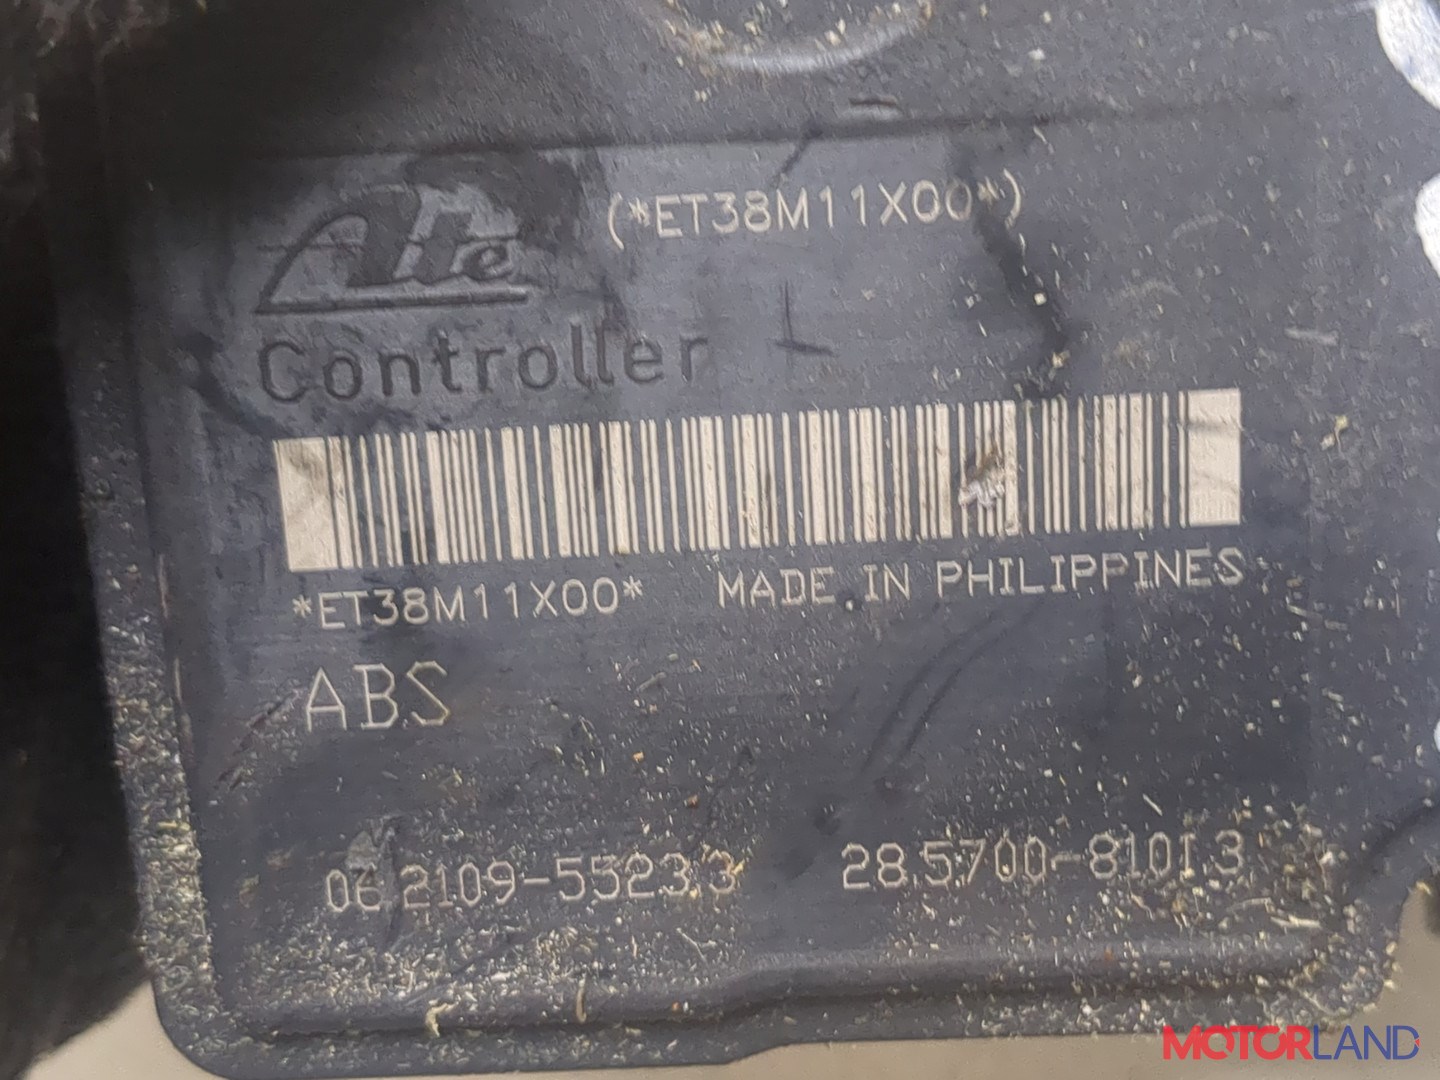 Ate (*ET38M11X00*)
Controller
*ET38M11X00* MADE IN PHILIPPINES
ABS
06.2109-5523.3 28.5700-8101.3
MOTORLAND